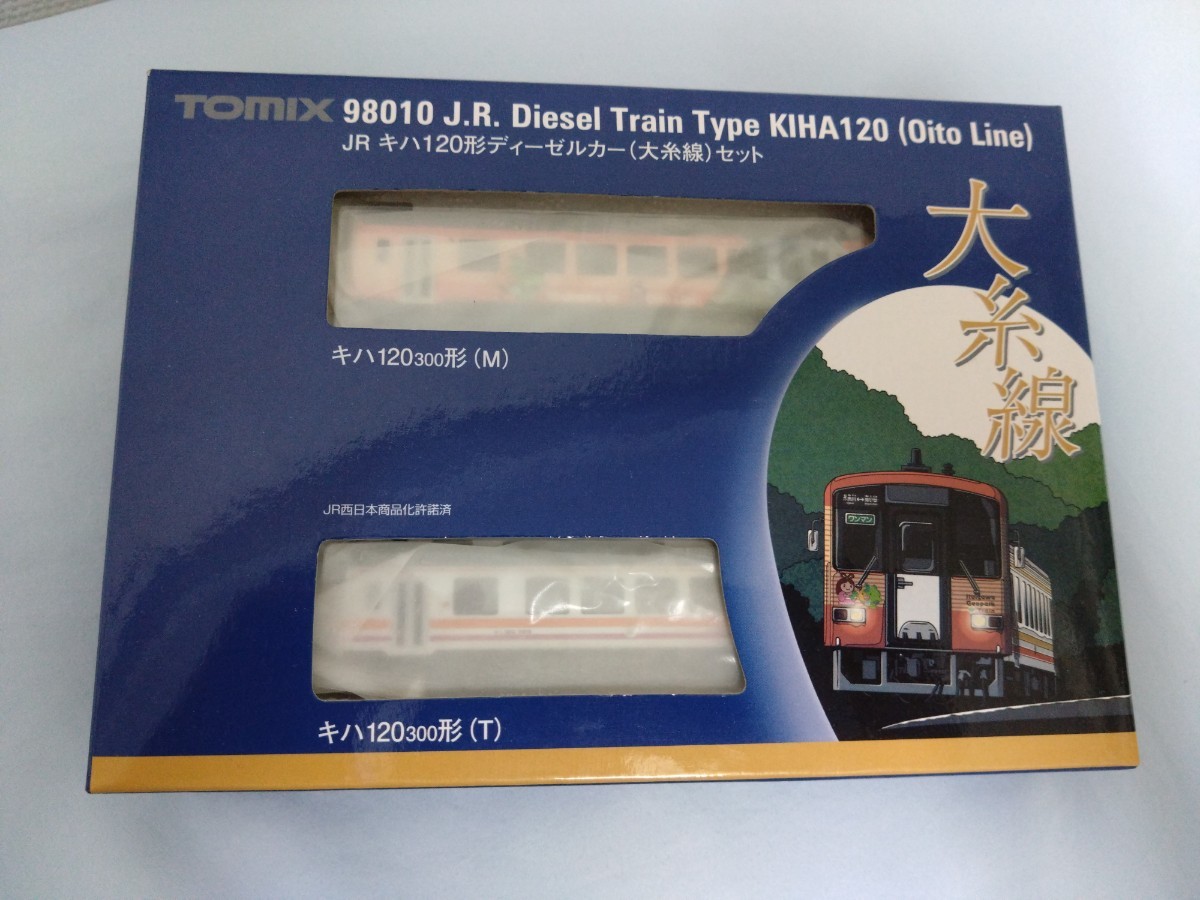 TOMIX 98010 J.R. Diesel Train Type KIHA120 (Oito Line)
JR キハ120形ディーゼルカー(大糸線)セット
大糸線
キハ120300形(M)
JR西日本商品化許諾済
ワンマン
Geopark
キハ120300形(T)